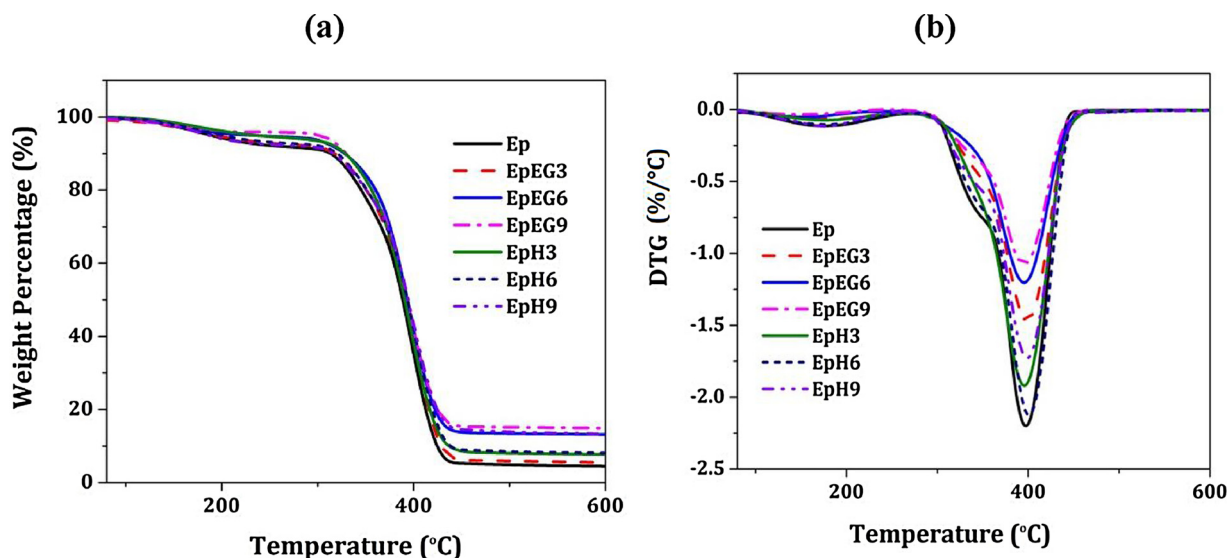 (a)
Weight Percentage (%)
100
80
60
40
20
0
Ep
EpEG3
EpEG6
EpEG9
EpH3
EpH6
EpH9
200
400
600
Temperature (°C)
(b)
DTG (%/°C)
0.0
-0.5
-1.0
-1.5
-2.0
-2.5
Ep
EpEG3
EpEG6
EpEG9
EpH3
EpH6
EpH9
200
400
600
Temperature (°C)